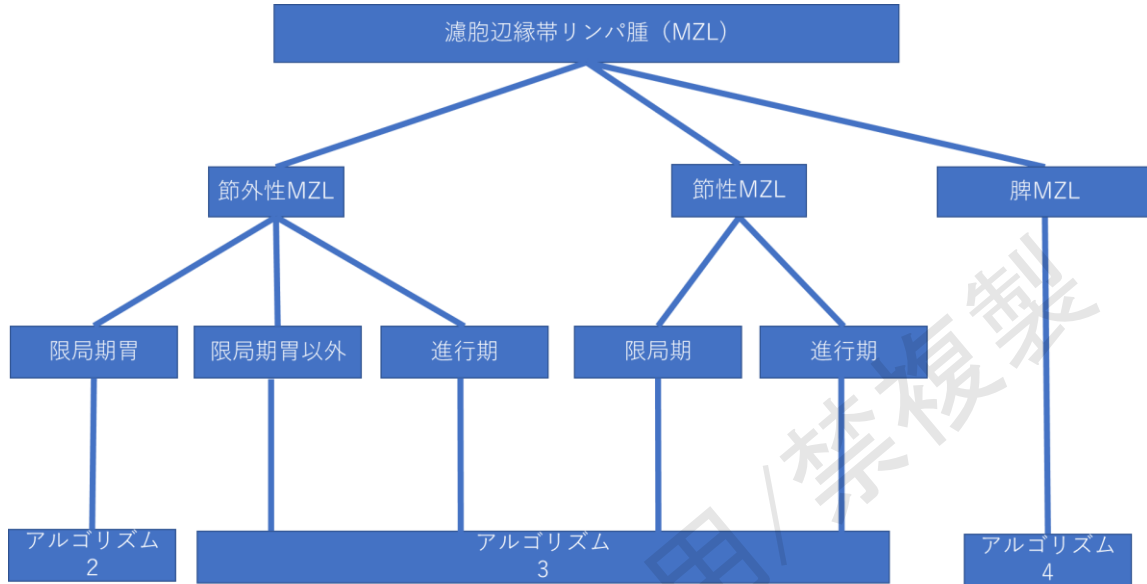 濾胞辺縁帯リンパ腫（MZL）
節外性MZL
節性MZL
脾MZL
限局期胃
限局期胃以外
進行期
限局期
進行期
アルゴリズム
2
アルゴリズム
3
アルゴリズム
4
用/禁複製